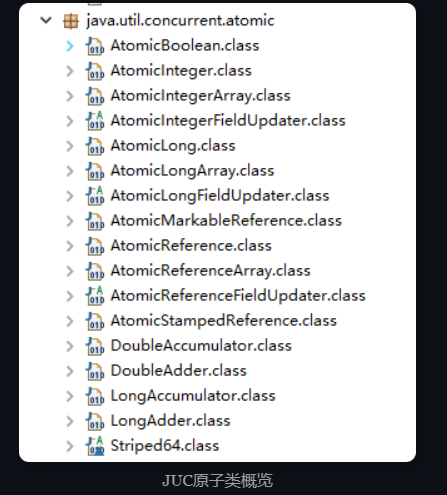 java.util.concurrent.atomic
AtomicBoolean.class
AtomicInteger.class
AtomicIntegerArray.class
AtomicIntegerFieldUpdater.class
AtomicLong.class
AtomicLongArray.class
AtomicLongFieldUpdater.class
AtomicMarkableReference.class
AtomicReference.class
AtomicReferenceArray.class
AtomicReferenceFieldUpdater.class
AtomicStampedReference.class
DoubleAccumulator.class
DoubleAdder.class
LongAccumulator.class
LongAdder.class
Striped64.class
JUC原子类概览